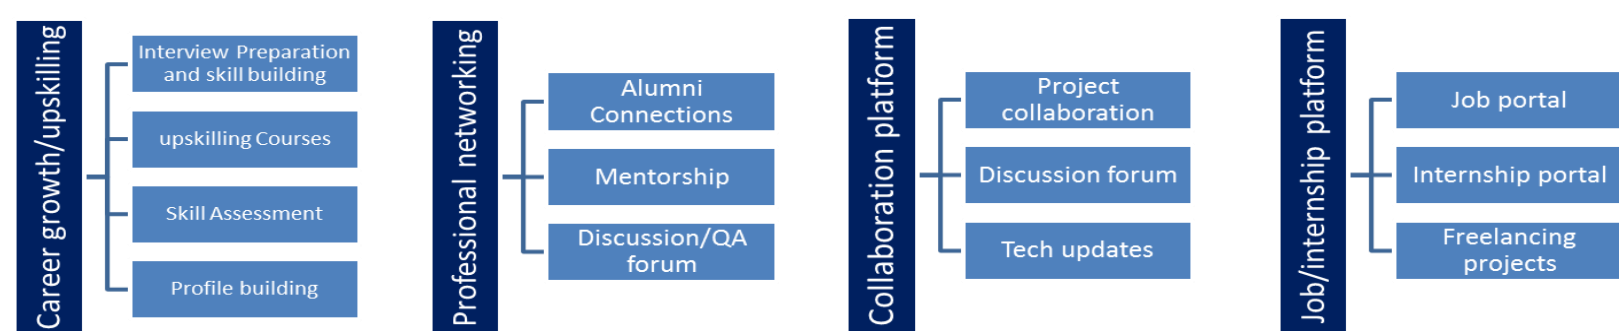 Career growth/upskilling
Interview Preparation
and skill building
upskilling Courses
Skill Assessment
Profile building
Professional networking
Alumni
Connections
Mentorship
Discussion/QA
forum
Collaboration platform
Project
collaboration
Discussion forum
Tech updates
Job/internship platform
Job portal
Internship portal
Freelancing
projects